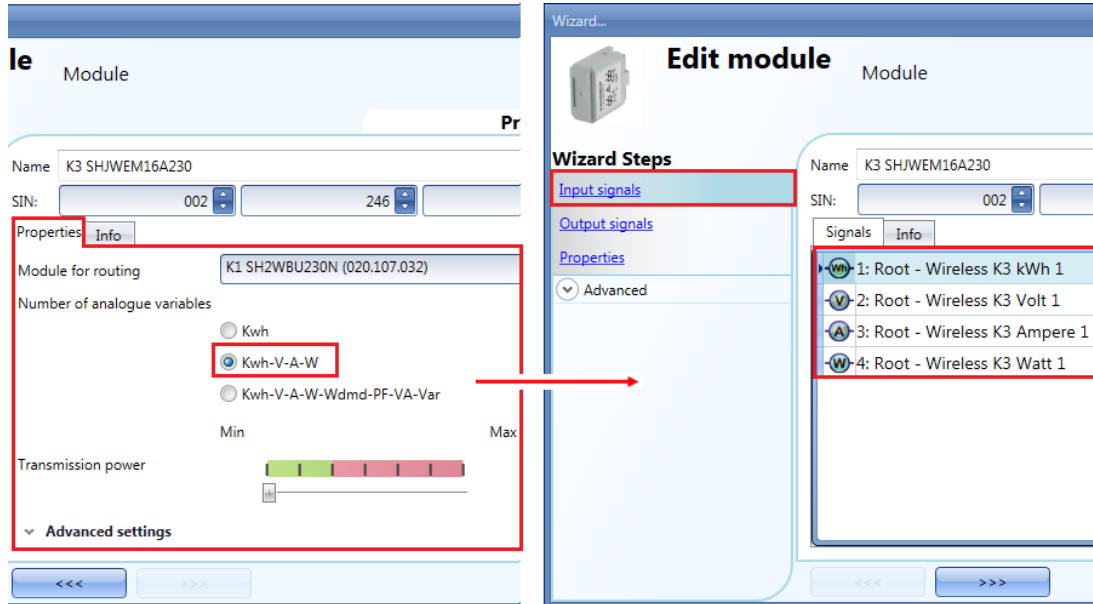 le Module
Pr
Name K3 SHJWEM16A230
SIN: 002 246
Properties Info
Module for routing K1 SH2WBU230N (020.107.032)
Number of analogue variables
Kwh
Kwh-V-A-W
Kwh-V-A-W-Wdmd-PF-VA-Var
Min Max
Transmission power
Advanced settings
<<< >>>
Wizard...
Edit module Module
Wizard Steps
Input signals
Output signals
Properties
Advanced
Name K3 SHJWEM16A230
SIN: 002
Signals Info
Wh 1: Root - Wireless K3 kWh 1
V 2: Root - Wireless K3 Volt 1
A 3: Root - Wireless K3 Ampere 1
W 4: Root - Wireless K3 Watt 1
<<< >>>